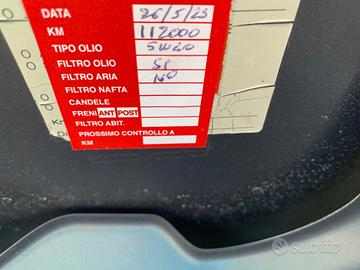 DATA 26/5/23
KM 112000
TIPO OLIO 5W40
FILTRO OLIO SI
FILTRO ARIA NO
FILTRO NAFTA
CANDELE
FRENI ANT POST
FILTRO ABIT.
PROSSIMO CONTROLLO A
KM
subito